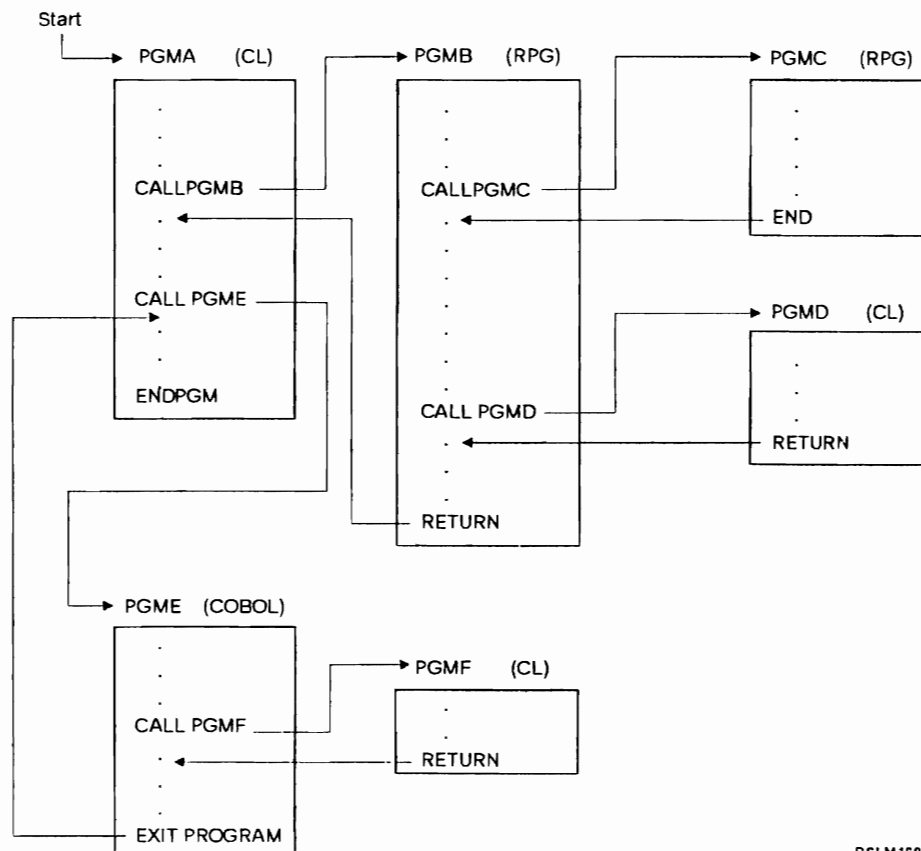 Start
PGMA (CL)
CALLPGMB
CALL PGME
ENDPGM
PGMB (RPG)
CALLPGMC
CALL PGMD
RETURN
PGMC (RPG)
END
PGMD (CL)
RETURN
PGME (COBOL)
CALL PGMF
EXIT PROGRAM
PGMF (CL)
RETURN